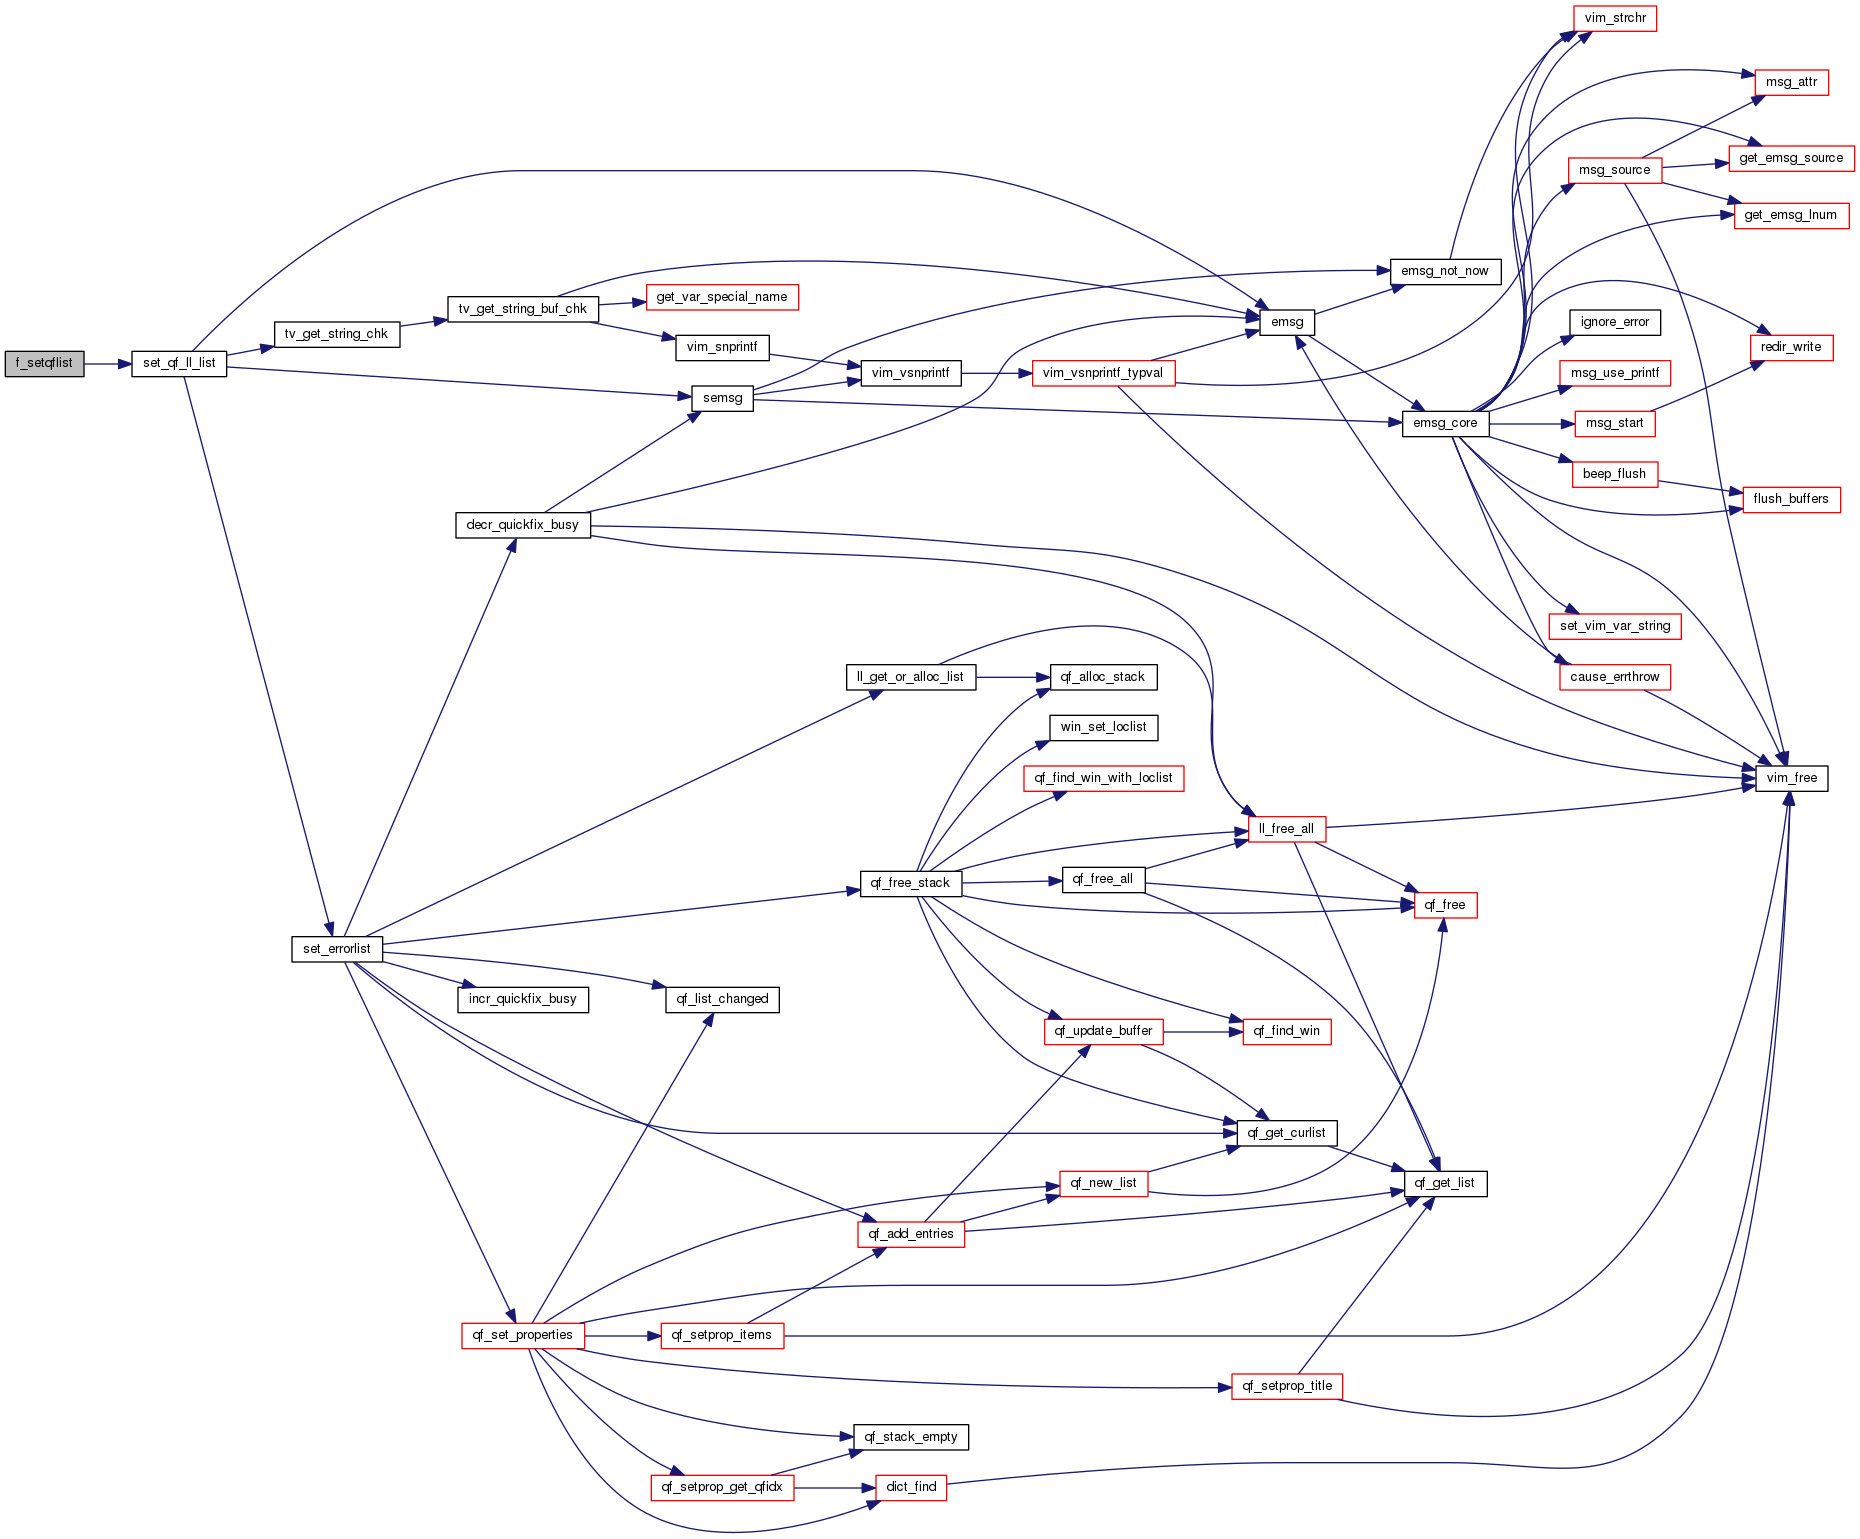 vim_strchr
msg_attr
get_emsg_source
msg_source
get_emsg_lnum
emsg_not_now
get_var_special_name
tv_get_string_buf_chk
emsg
ignore_error
tv_get_string_chk
vim_snprintf
redir_write
f_setqflist
set_qf_ll_list
vim_vsnprintf
vim_vsnprintf_typval
msg_use_printf
semsg
emsg_core
msg_start
beep_flush
flush_buffers
decr_quickfix_busy
set_vim_var_string
ll_get_or_alloc_list
qf_alloc_stack
cause_errthrow
win_set_loclist
qf_find_win_with_loclist
vim_free
ll_free_all
qf_free_stack
qf_free_all
qf_free
set_errorlist
incr_quickfix_busy
qf_list_changed
qf_update_buffer
qf_find_win
qf_get_curlist
qf_new_list
qf_get_list
qf_add_entries
qf_set_properties
qf_setprop_items
qf_setprop_title
qf_stack_empty
qf_setprop_get_qfidx
dict_find